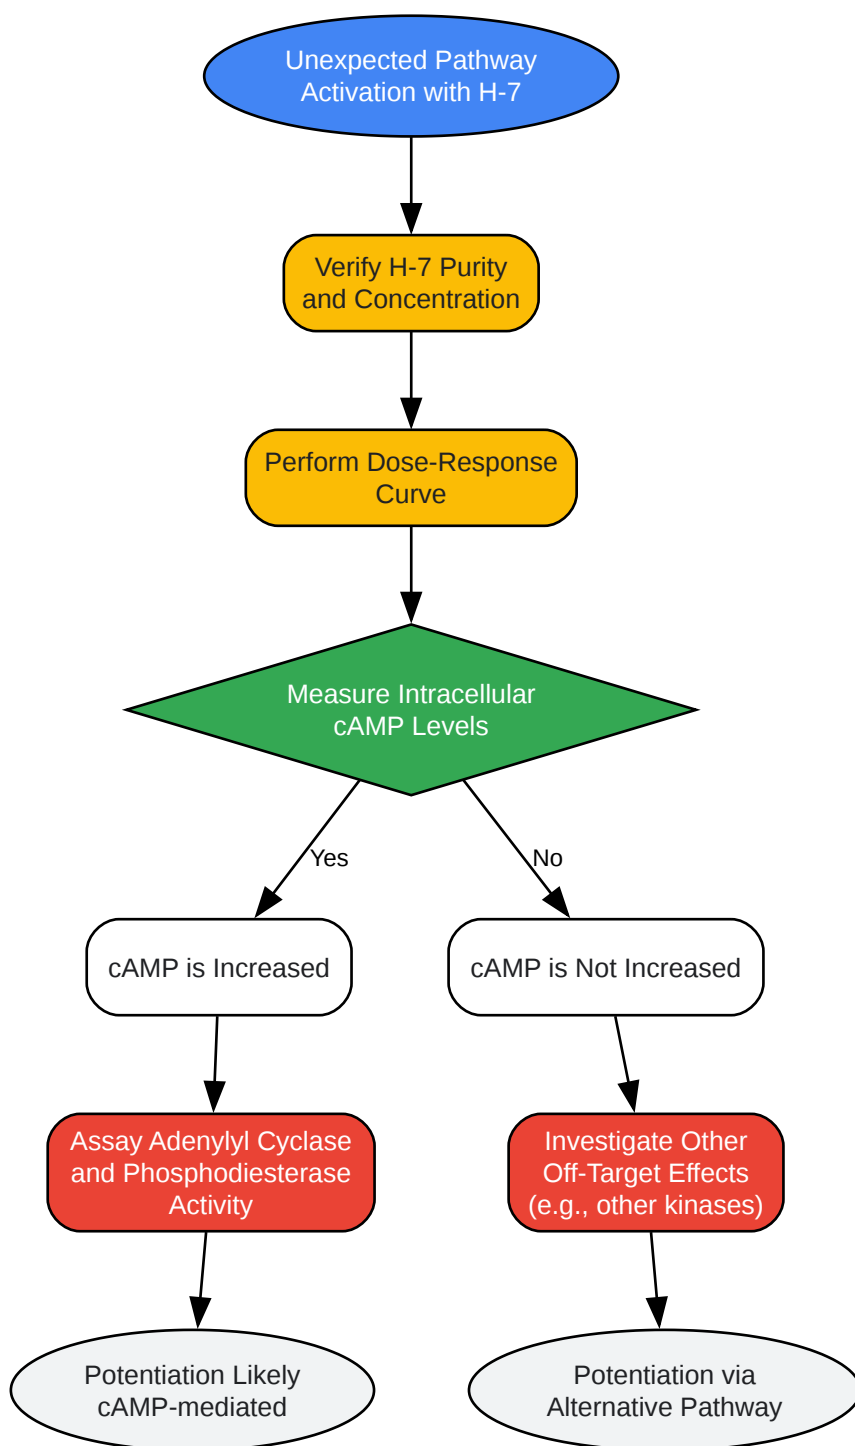 Unexpected Pathway
Activation with H-7
Verify H-7 Purity
and Concentration
Perform Dose-Response
Curve
Measure Intracellular
cAMP Levels
Yes
No
cAMP is Increased
cAMP is Not Increased
Assay Adenylyl Cyclase
and Phosphodiesterase
Activity
Investigate Other
Off-Target Effects
(e.g., other kinases)
Potentiation Likely
cAMP-mediated
Potentiation via
Alternative Pathway